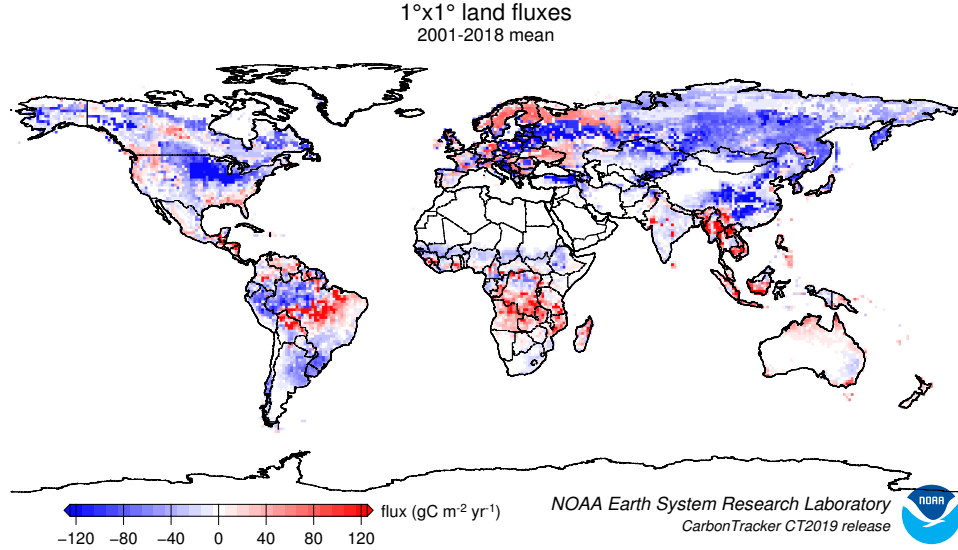 1°x1° land fluxes
2001-2018 mean
flux (gC m⁻² yr⁻¹)
−120 −80 −40 0 40 80 120
NOAA Earth System Research Laboratory
CarbonTracker CT2019 release
NOAA